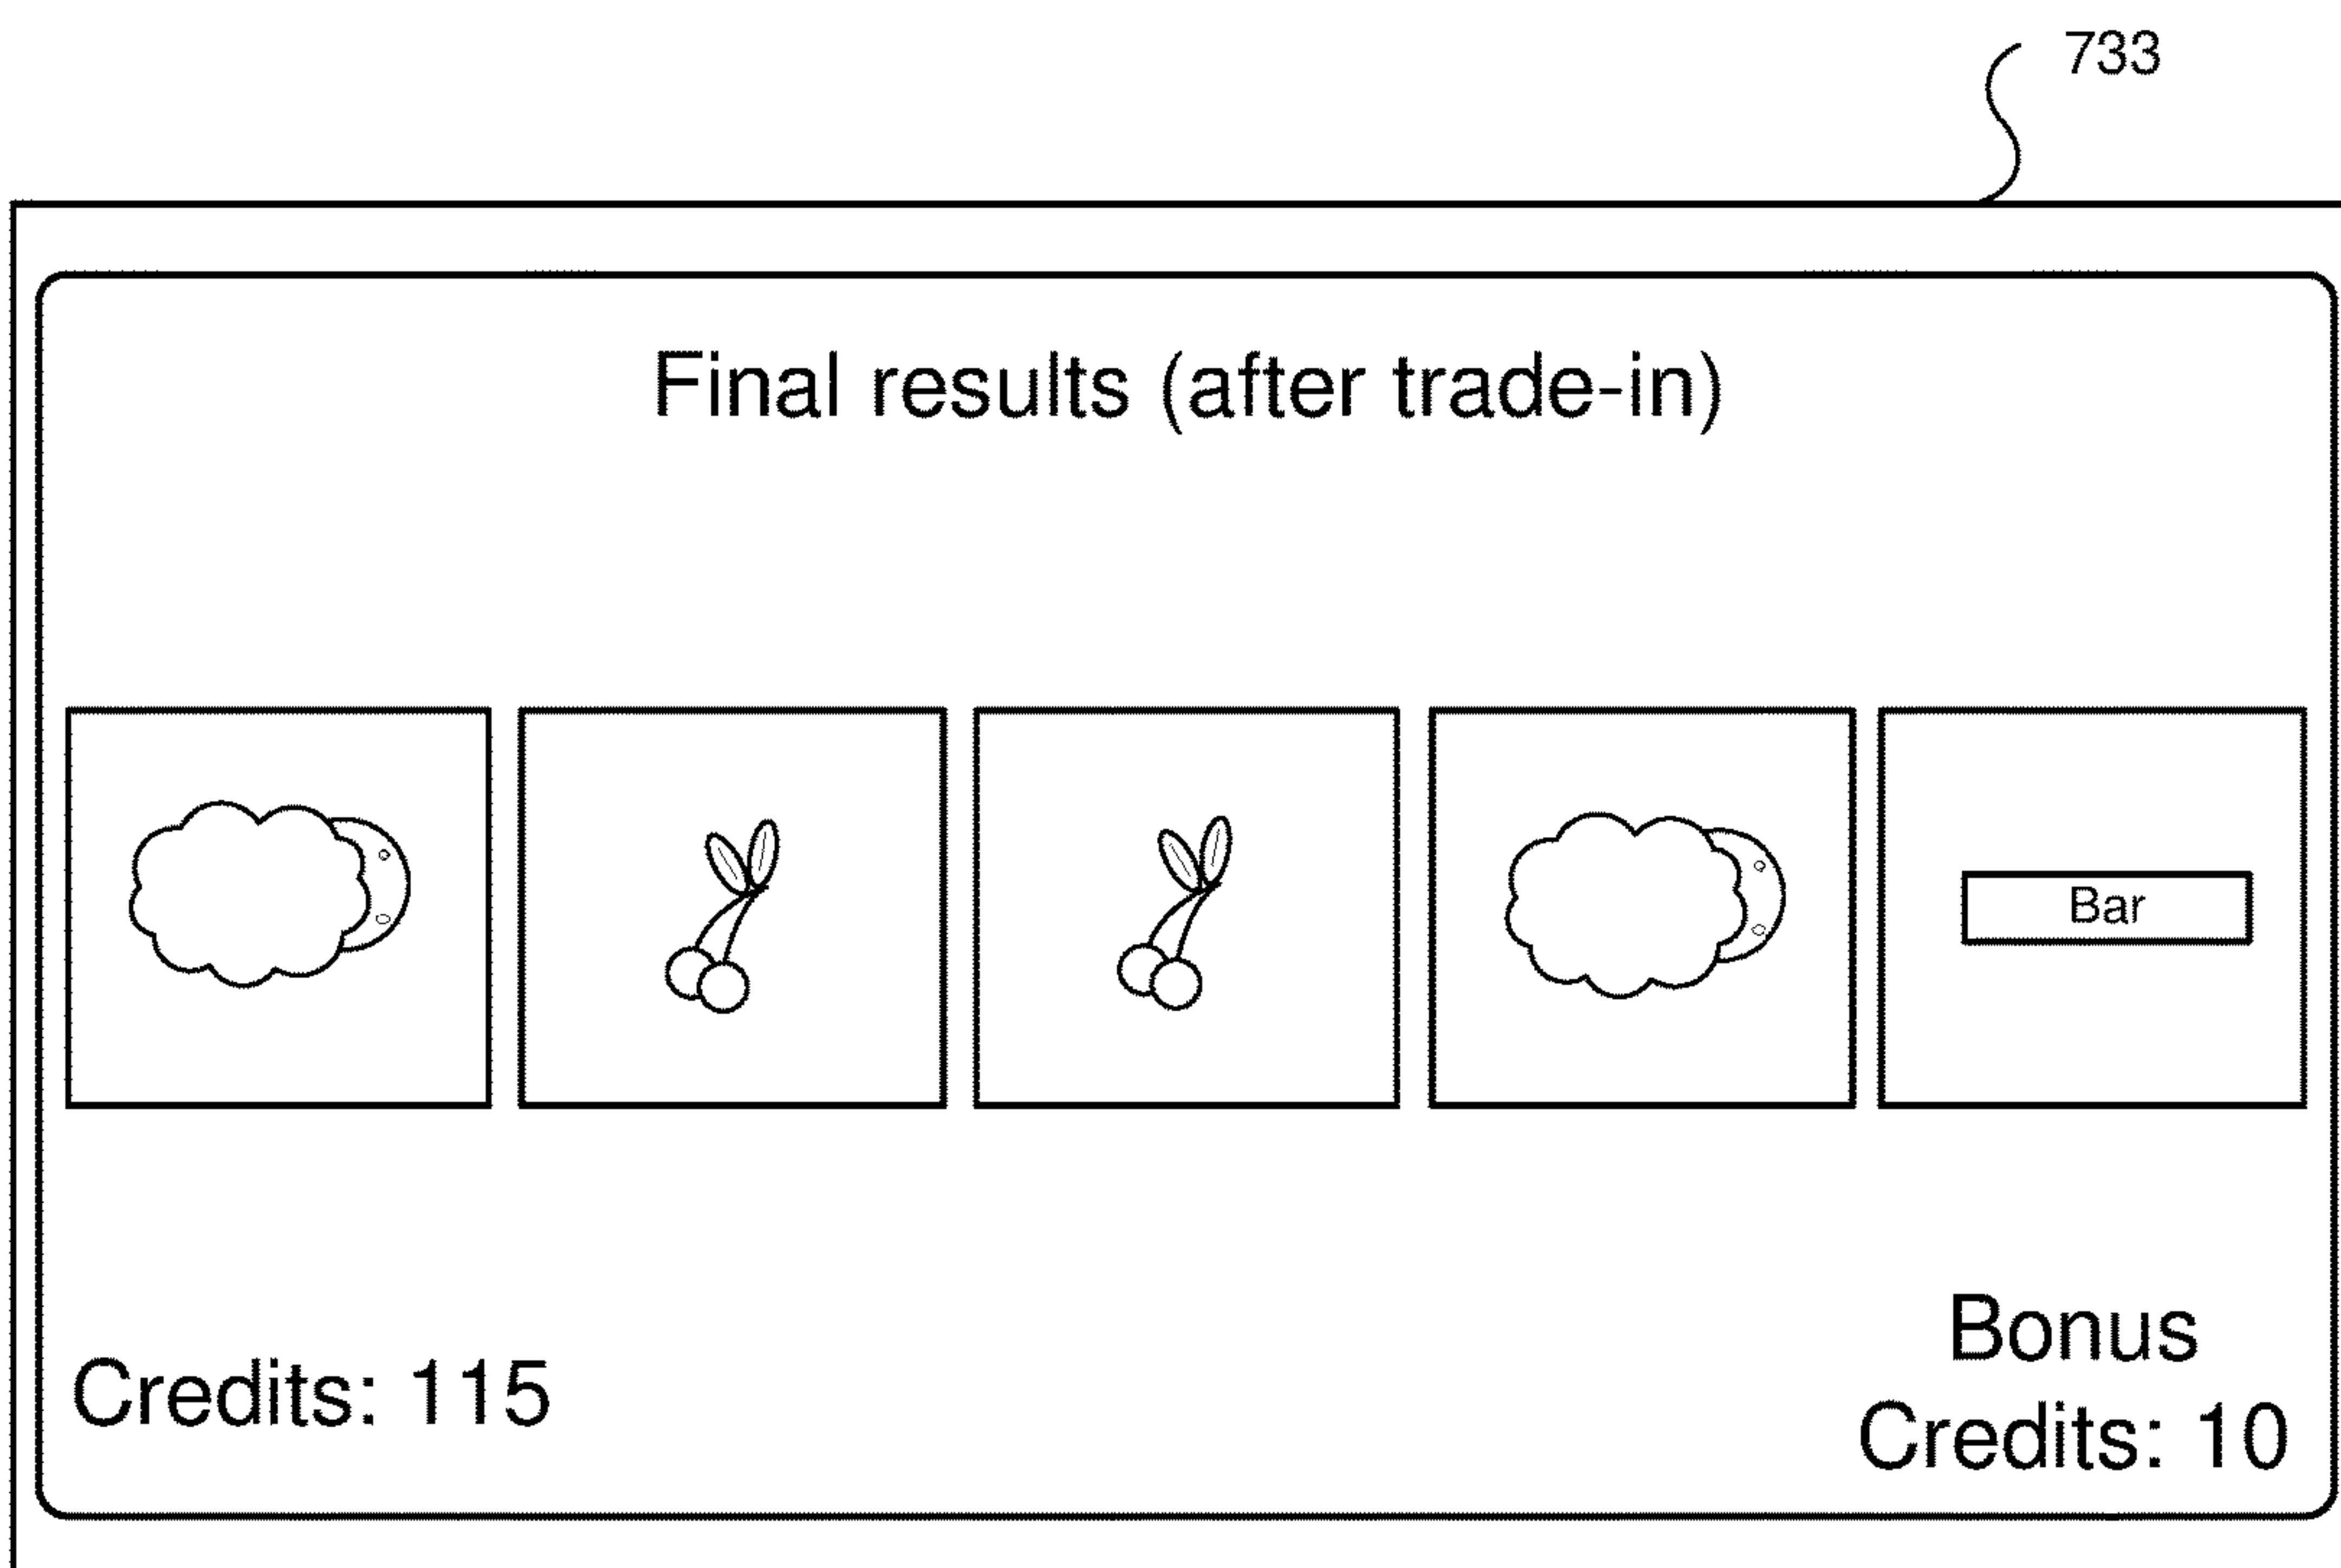 733
Final results (after trade-in)
Bar
Credits: 115
Bonus
Credits: 10